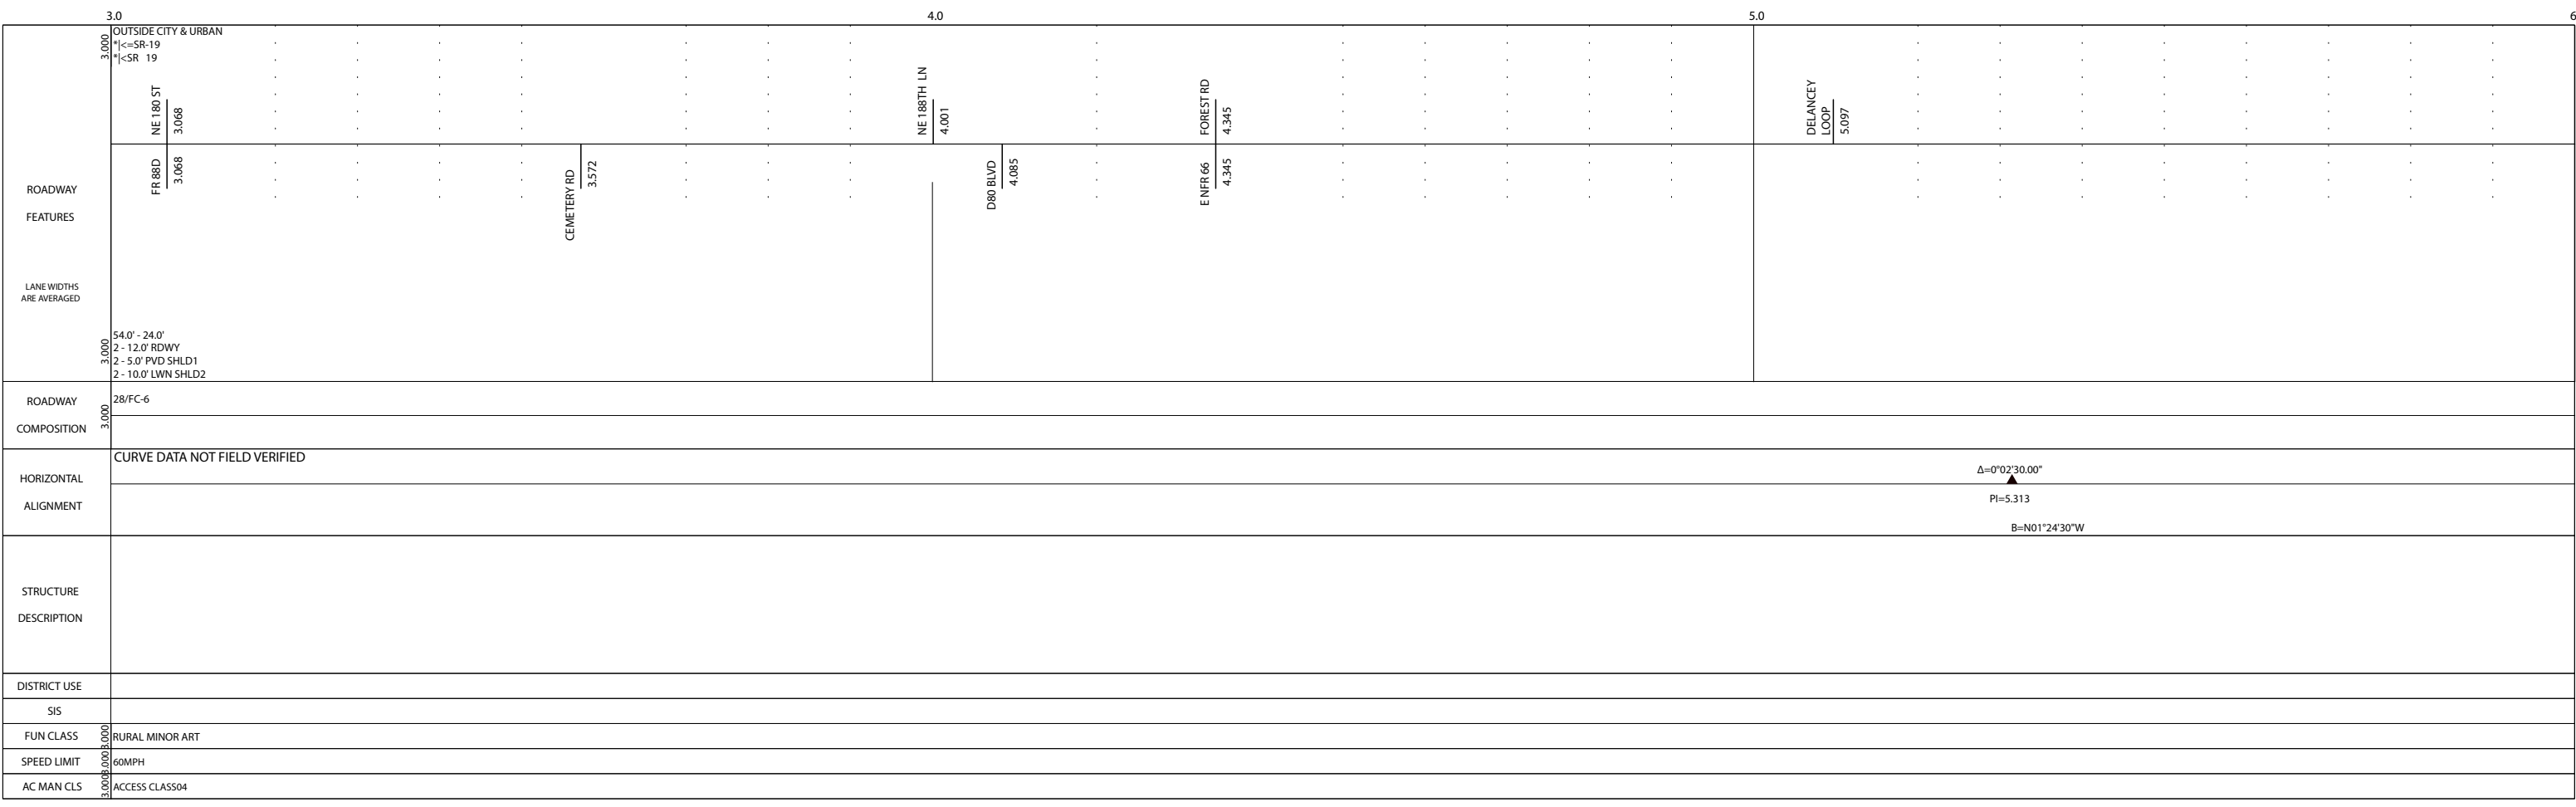 3.0
4.0
5.0
6
3.000
OUTSIDE CITY & URBAN
*|<=SR-19
*|<SR 19
NE 180 ST
3.068
NE 188TH LN
4.001
FOREST RD
4.345
DELANCEY
LOOP
5.097
FR 88D
3.068
CEMETERY RD
3.572
D80 BLVD
4.085
E NFR 66
4.345
ROADWAY
FEATURES
LANE WIDTHS
ARE AVERAGED
3.000
54.0' - 24.0'
2 - 12.0' RDWY
2 - 5.0' PVD SHLD1
2 - 10.0' LWN SHLD2
ROADWAY
COMPOSITION
3.000
28/FC-6
HORIZONTAL
ALIGNMENT
CURVE DATA NOT FIELD VERIFIED
Δ=0°02'30.00"
PI=5.313
B=N01°24'30"W
STRUCTURE
DESCRIPTION
DISTRICT USE
SIS
FUN CLASS
3.000
RURAL MINOR ART
SPEED LIMIT
3.000
60MPH
AC MAN CLS
3.000
ACCESS CLASS04